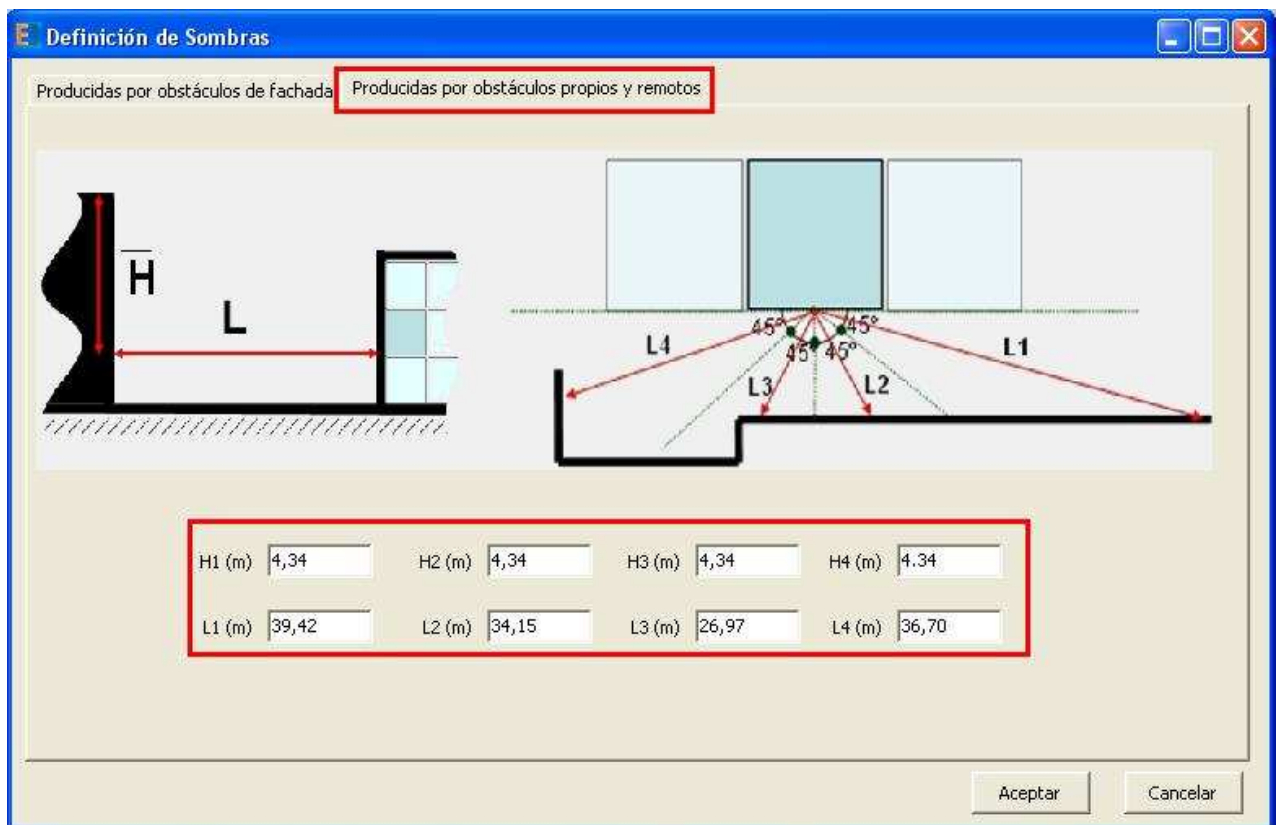 Definición de Sombras
Producidas por obstáculos de fachada
Producidas por obstáculos propios y remotos
H
L
L4
45°
45°
L1
45°
45°
L3
L2
H1 (m) 4,34 H2 (m) 4,34 H3 (m) 4,34 H4 (m) 4.34
L1 (m) 39,42 L2 (m) 34,15 L3 (m) 26,97 L4 (m) 36,70
Aceptar Cancelar